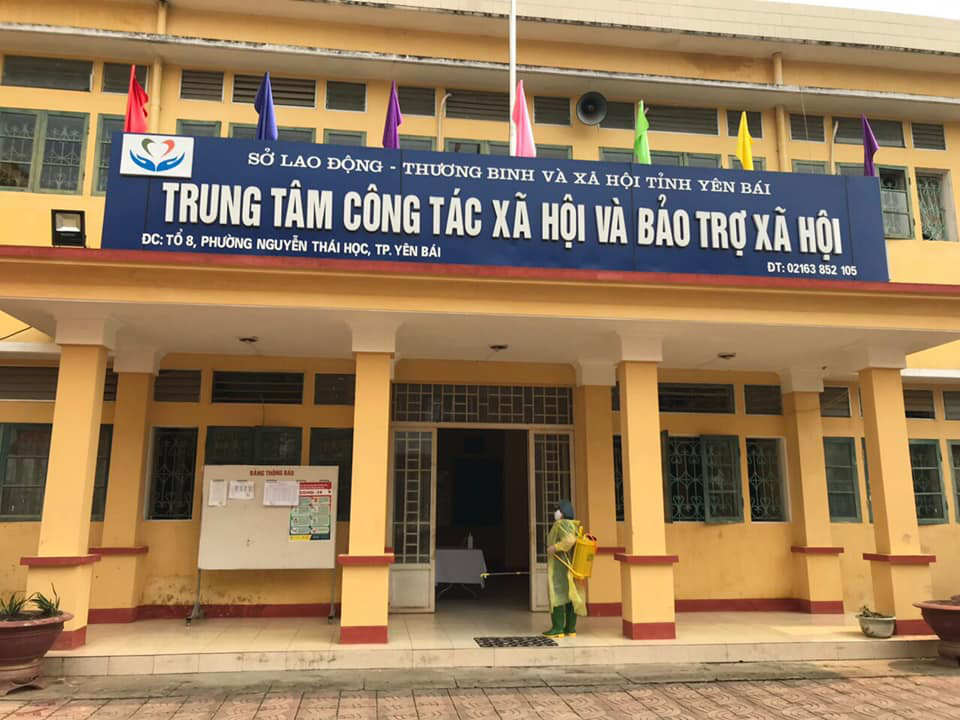 SỞ LAO ĐỘNG - THƯƠNG BINH VÀ XÃ HỘI TỈNH YÊN BÁI
TRUNG TÂM CÔNG TÁC XÃ HỘI VÀ BẢO TRỢ XÃ HỘI
ĐC: TỔ 8, PHƯỜNG NGUYỄN THÁI HỌC, TP. YÊN BÁI
ĐT: 02163 852 105
BẢNG THÔNG BÁO